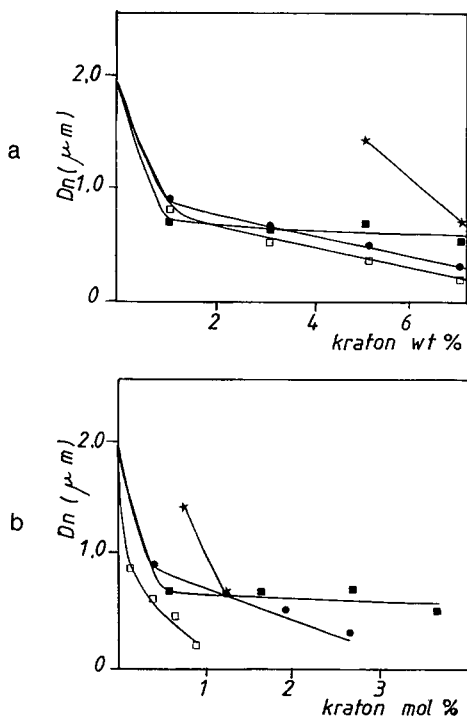 a
Dn (μm)
2,0
1,0
0
2
4
6
kraton wt %
b
Dn (μm)
2.0
1.0
0
1
2
3
kraton mol %